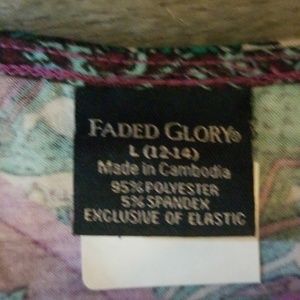 FADED GLORY®
L (12-14)
Made in Cambodia
95% POLYESTER
5% SPANDEX
EXCLUSIVE OF ELASTIC